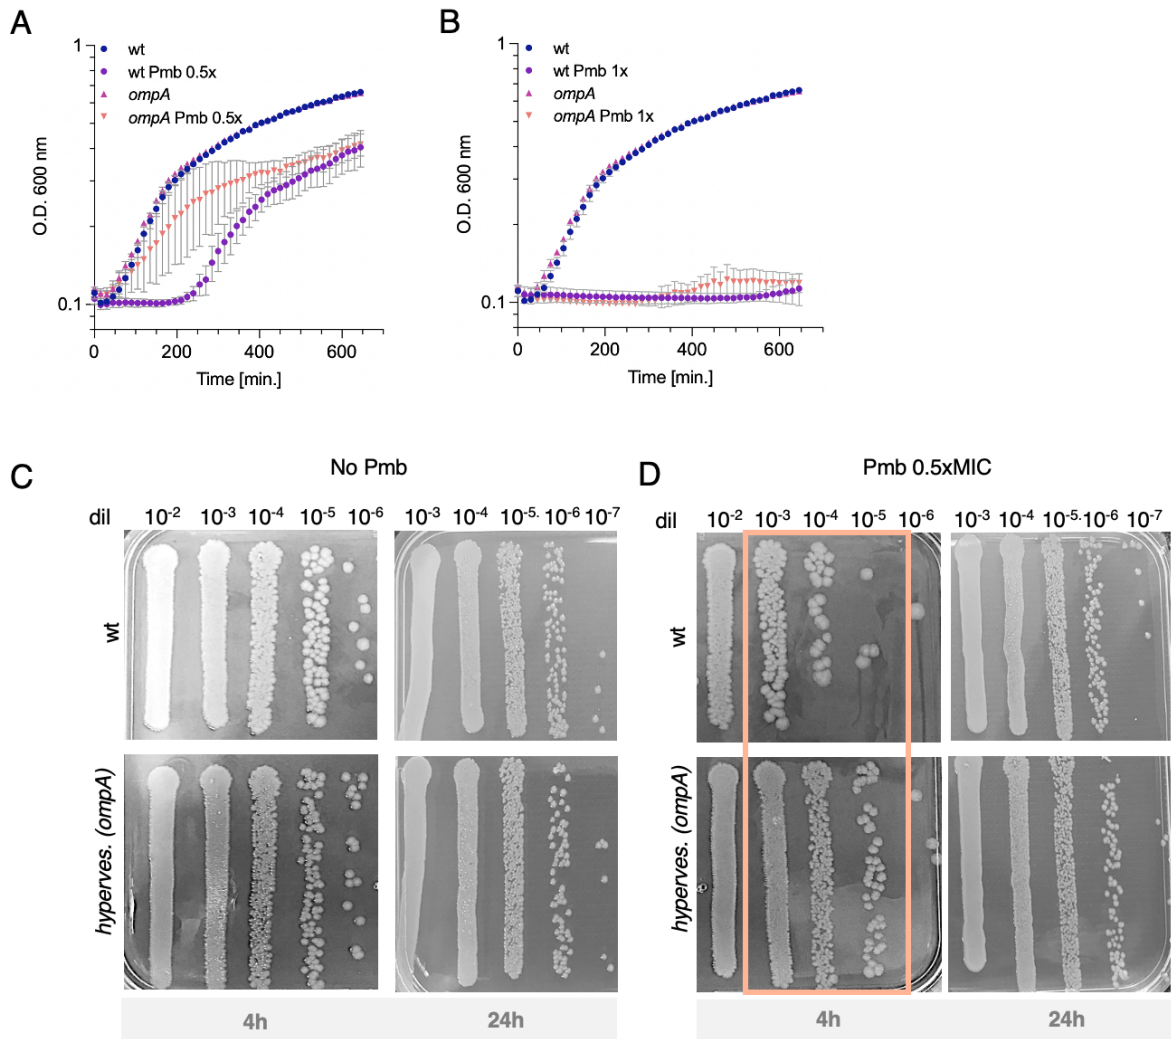 A
B
1
wt
wt Pmb 0.5x
ompA
ompA Pmb 0.5x
O.D. 600 nm
0.1
0 200 400 600
Time [min.]
1
wt
wt Pmb 1x
ompA
ompA Pmb 1x
O.D. 600 nm
0.1
0 200 400 600
Time [min.]
C
No Pmb
D
Pmb 0.5xMIC
dil 10-2 10-3 10-4 10-5 10-6 10-3 10-4 10-5. 10-6 10-7
dil 10-2 10-3 10-4 10-5 10-6 10-3 10-4 10-5. 10-6 10-7
wt
wt
hyperves. (ompA)
hyperves. (ompA)
4h 24h
4h 24h